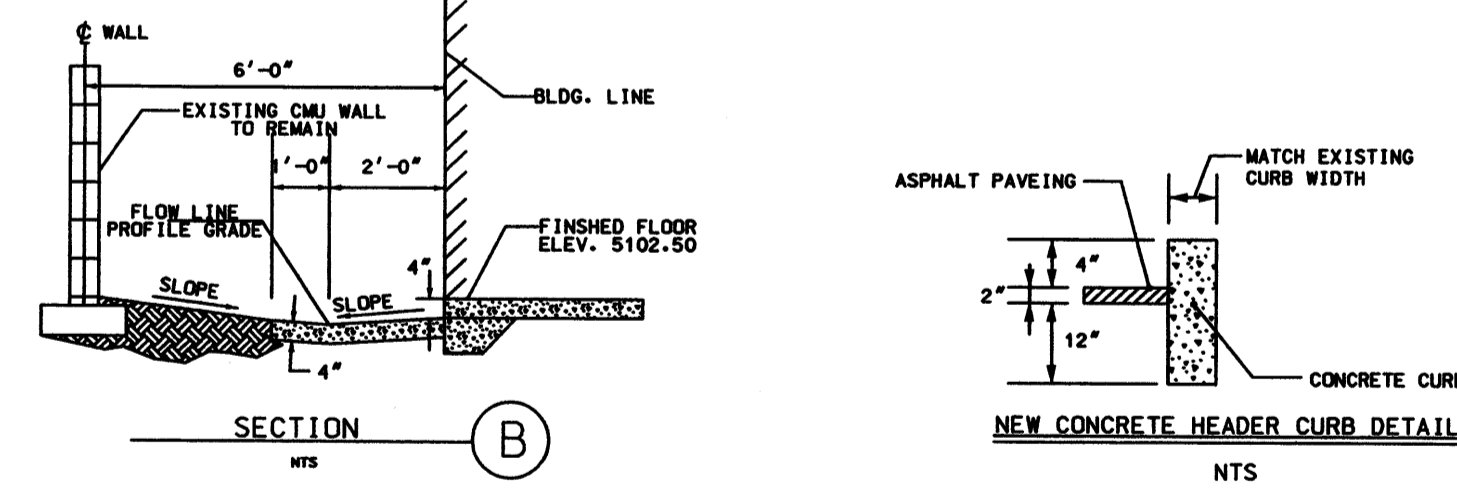 ℄ WALL
6'-0"
BLDG. LINE
EXISTING CMU WALL
TO REMAIN
1'-0"
2'-0"
FLOW LINE
PROFILE GRADE
FINSHED FLOOR
ELEV. 5102.50
4"
SLOPE
SLOPE
4"
SECTION
B
NTS
MATCH EXISTING
CURB WIDTH
ASPHALT PAVEING
4"
2"
12"
CONCRETE CURB
NEW CONCRETE HEADER CURB DETAIL
NTS